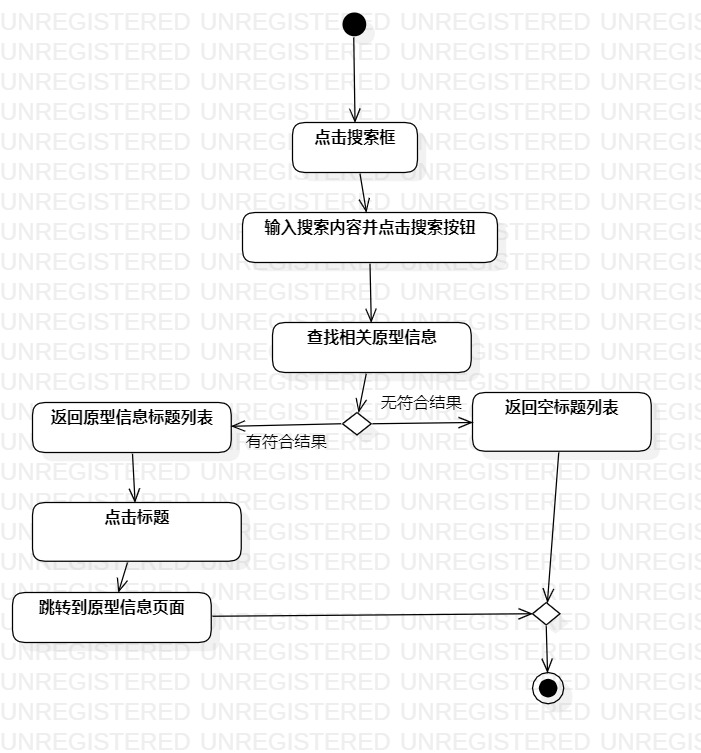 点击搜索框
输入搜索内容并点击搜索按钮
查找相关原型信息
无符合结果
返回空标题列表
返回原型信息标题列表
有符合结果
点击标题
跳转到原型信息页面
UNREGISTERED UNREGISTERED UNREGISTERED UNREGISTERED